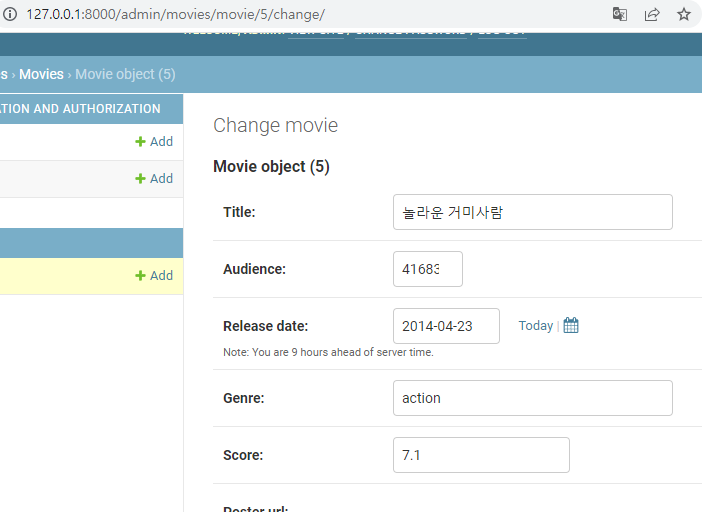 127.0.0.1:8000/admin/movies/movie/5/change/
s › Movies › Movie object (5)
ATION AND AUTHORIZATION
Add
Add
Add
Change movie
Movie object (5)
Title:
놀라운 거미사람
Audience:
41683
Release date:
2014-04-23
Today
Note: You are 9 hours ahead of server time.
Genre:
action
Score:
7.1